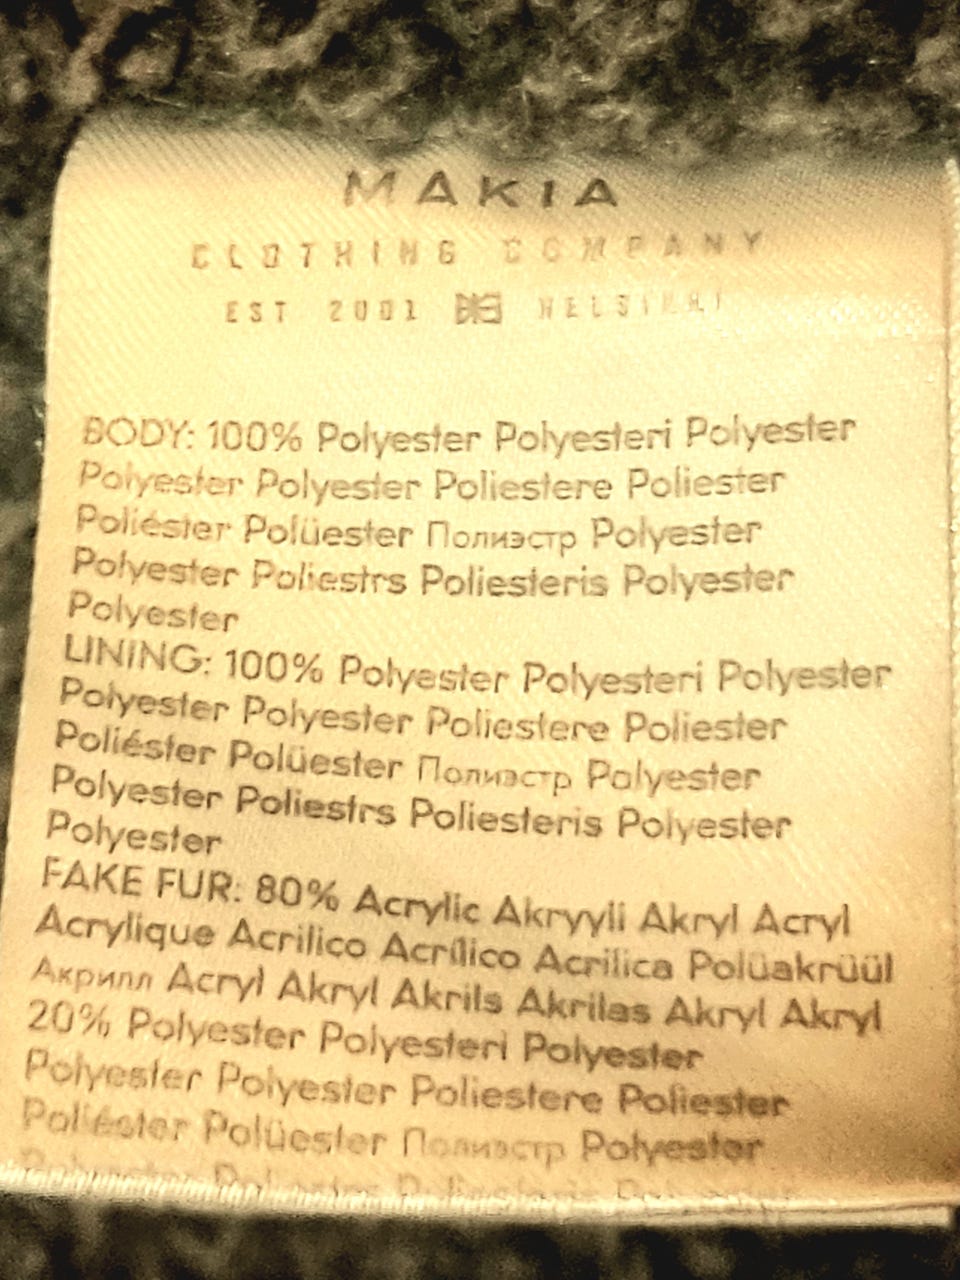 MAKIA
CLOTHING COMPANY
EST 2001 HELSINKI
BODY: 100% Polyester Polyesteri Polyester
Polyester Polyester Poliestere Poliester
Poliéster Polüester Полиэстр Polyester
Polyester Poliestrs Poliesteris Polyester
Polyester
LINING: 100% Polyester Polyesteri Polyester
Polyester Polyester Poliestere Poliester
Poliéster Polüester Полиэстр Polyester
Polyester Poliestrs Poliesteris Polyester
Polyester
FAKE FUR: 80% Acrylic Akryyli Akryl Acryl
Acrylique Acrilico Acrílico Acrilica Polüakrüül
Акрилл Acryl Akryl Akrils Akrilas Akryl Akryl
20% Polyester Polyesteri Polyester
Polyester Polyester Poliestere Poliester
Poliéster Polüester Полиэстр Polyester